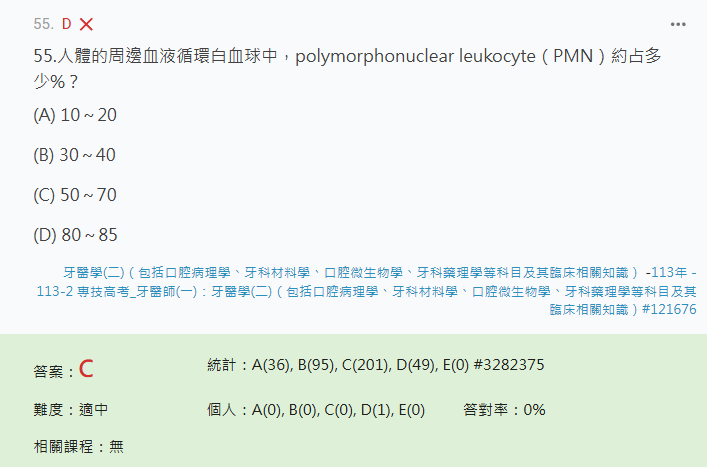 55. D ✕
55.人體的周邊血液循環白血球中，polymorphonuclear leukocyte（PMN）約占多
少%？
(A) 10～20
(B) 30～40
(C) 50～70
(D) 80～85
牙醫學(二)（包括口腔病理學、牙科材料學、口腔微生物學、牙科藥理學等科目及其臨床相關知識） -113年 -
113-2 專技高考_牙醫師(一)：牙醫學(二)（包括口腔病理學、牙科材料學、口腔微生物學、牙科藥理學等科目及其
臨床相關知識）#121676
答案：C
統計：A(36), B(95), C(201), D(49), E(0) #3282375
難度：適中
個人：A(0), B(0), C(0), D(1), E(0)
答對率：0%
相關課程：無